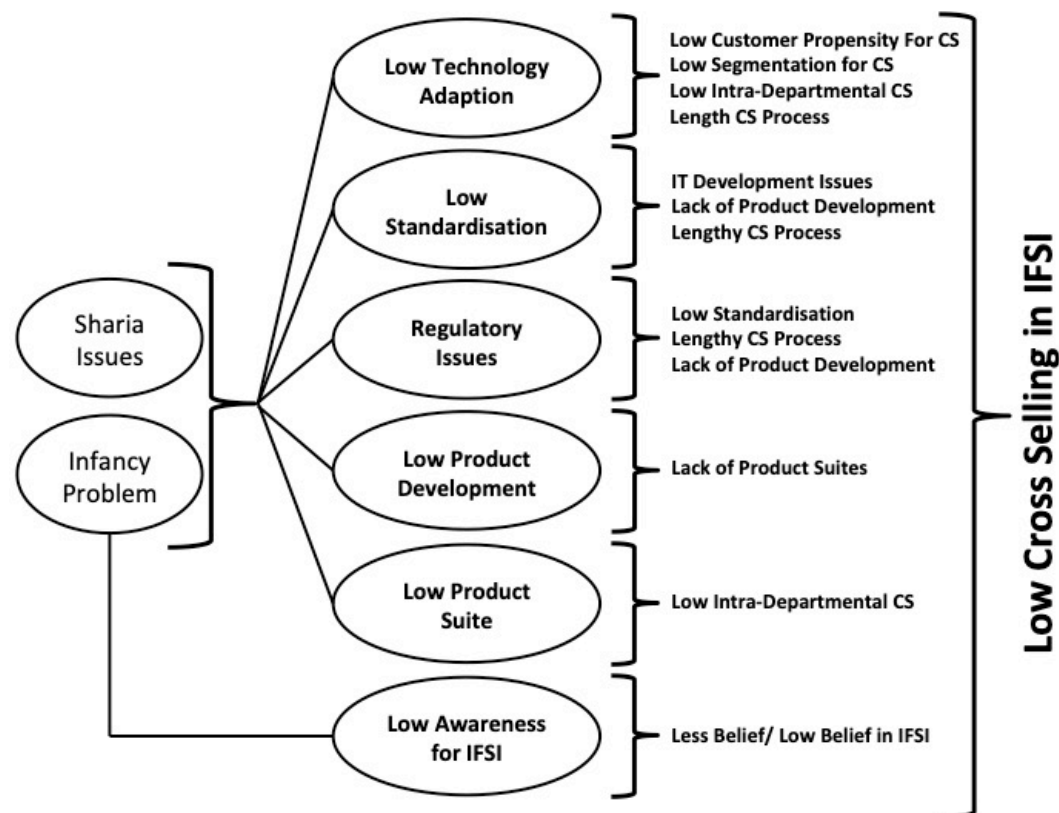 Sharia
Issues
Infancy
Problem
Low Technology
Adaption
Low
Standardisation
Regulatory
Issues
Low Product
Development
Low Product
Suite
Low Awareness
for IFSI
Low Customer Propensity For CS
Low Segmentation for CS
Low Intra-Departmental CS
Length CS Process
IT Development Issues
Lack of Product Development
Lengthy CS Process
Low Standardisation
Lengthy CS Process
Lack of Product Development
Lack of Product Suites
Low Intra-Departmental CS
Less Belief/ Low Belief in IFSI
Low Cross Selling in IFSI